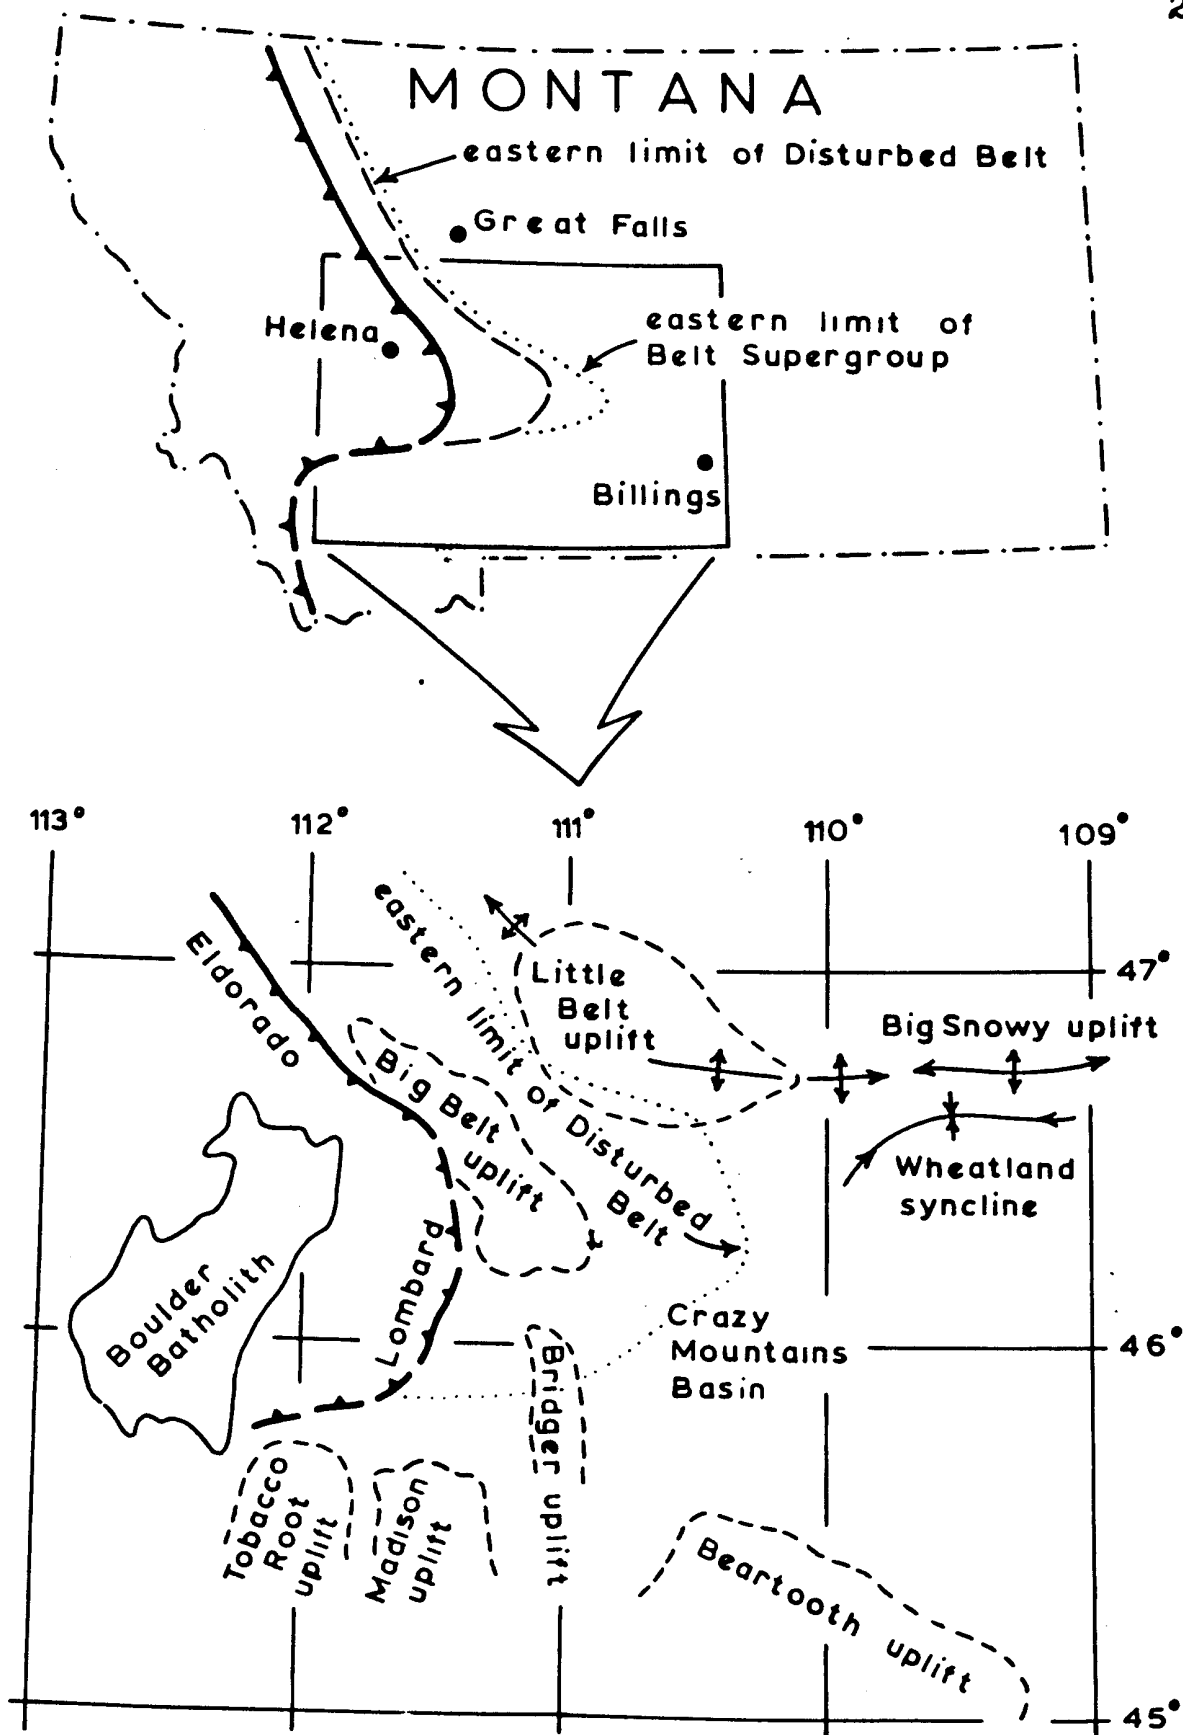 2
MONTANA
eastern limit of Disturbed Belt
Great Falls
Helena
eastern limit of
Belt Supergroup
Billings
113°
112°
111°
110°
109°
eastern limit of Disturbed
Belt
Eldorado
Little
Belt
uplift
47°
Big Snowy uplift
Big Belt
uplift
Wheatland
syncline
Lombard
Boulder
Batholith
Crazy
Mountains
Basin
46°
Bridger uplift
Tobacco
Root
uplift
Madison
uplift
Beartooth uplift
45°